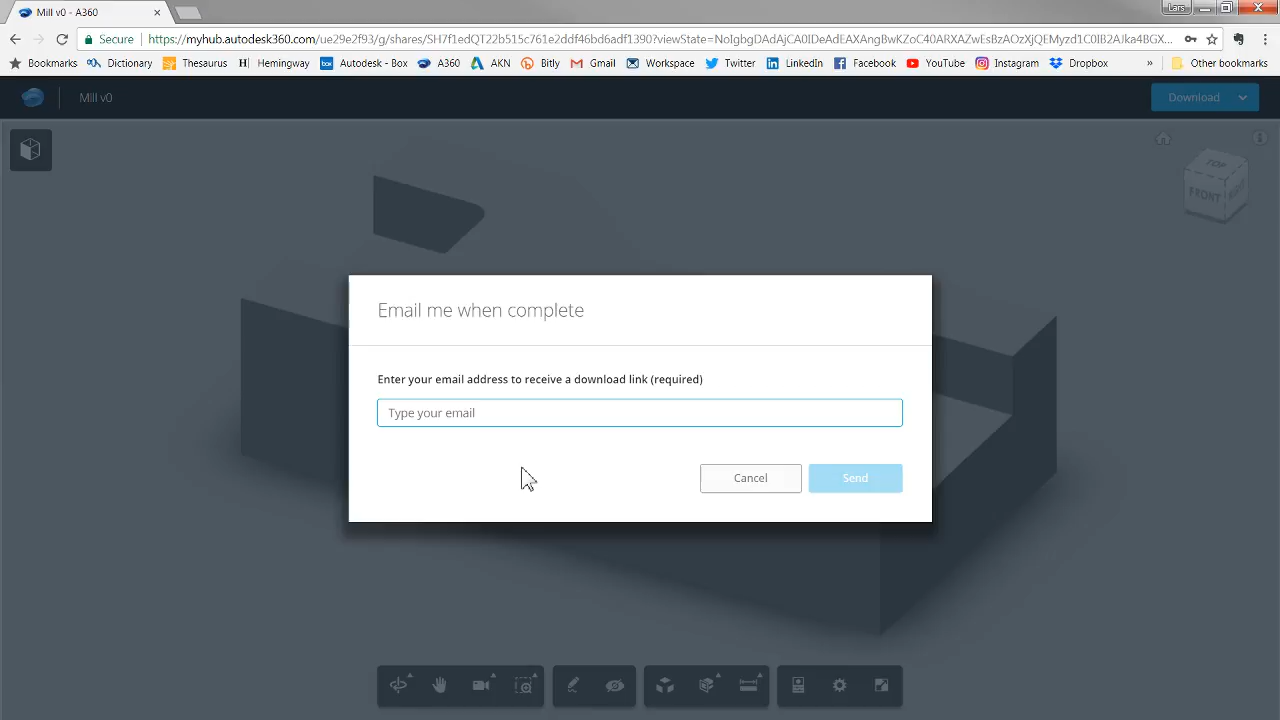 Mill v0 - A360
Lars
Secure
https://myhub.autodesk360.com/ue29e2f93/g/shares/SH7f1edQT22b515c761e2ddf46bd6adf1390?viewState=NoIgbgDAdAjCA0IDeAdEAXAngBwKZoC40ARXAZwEsBzAOzXjQEMyzd1C0IB2AJka4BGX...
Bookmarks
Dictionary
Thesaurus
Hemingway
Autodesk - Box
A360
AKN
Bitly
Gmail
Workspace
Twitter
LinkedIn
Facebook
YouTube
Instagram
Dropbox
»
Other bookmarks
Mill v0
Download
TOP
FRONT
RIGHT
Email me when complete
Enter your email address to receive a download link (required)
Type your email
Cancel
Send